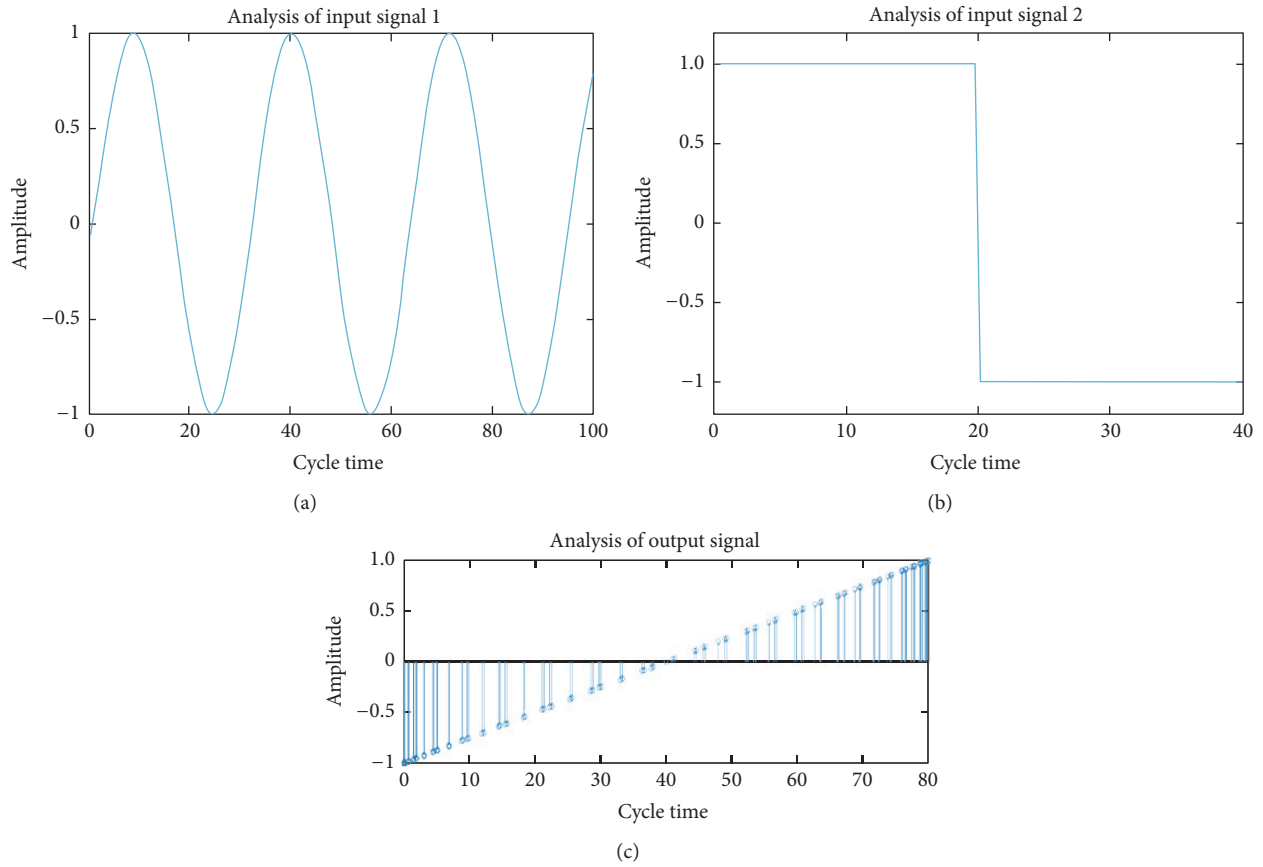 Analysis of input signal 1
1
0.5
0
−0.5
−1
Amplitude
0 20 40 60 80 100
Cycle time
(a)
Analysis of input signal 2
1.0
0.5
0
−0.5
−1
Amplitude
0 10 20 30 40
Cycle time
(b)
Analysis of output signal
1.0
0.5
0
−0.5
−1
Amplitude
0 10 20 30 40 50 60 70 80
Cycle time
(c)